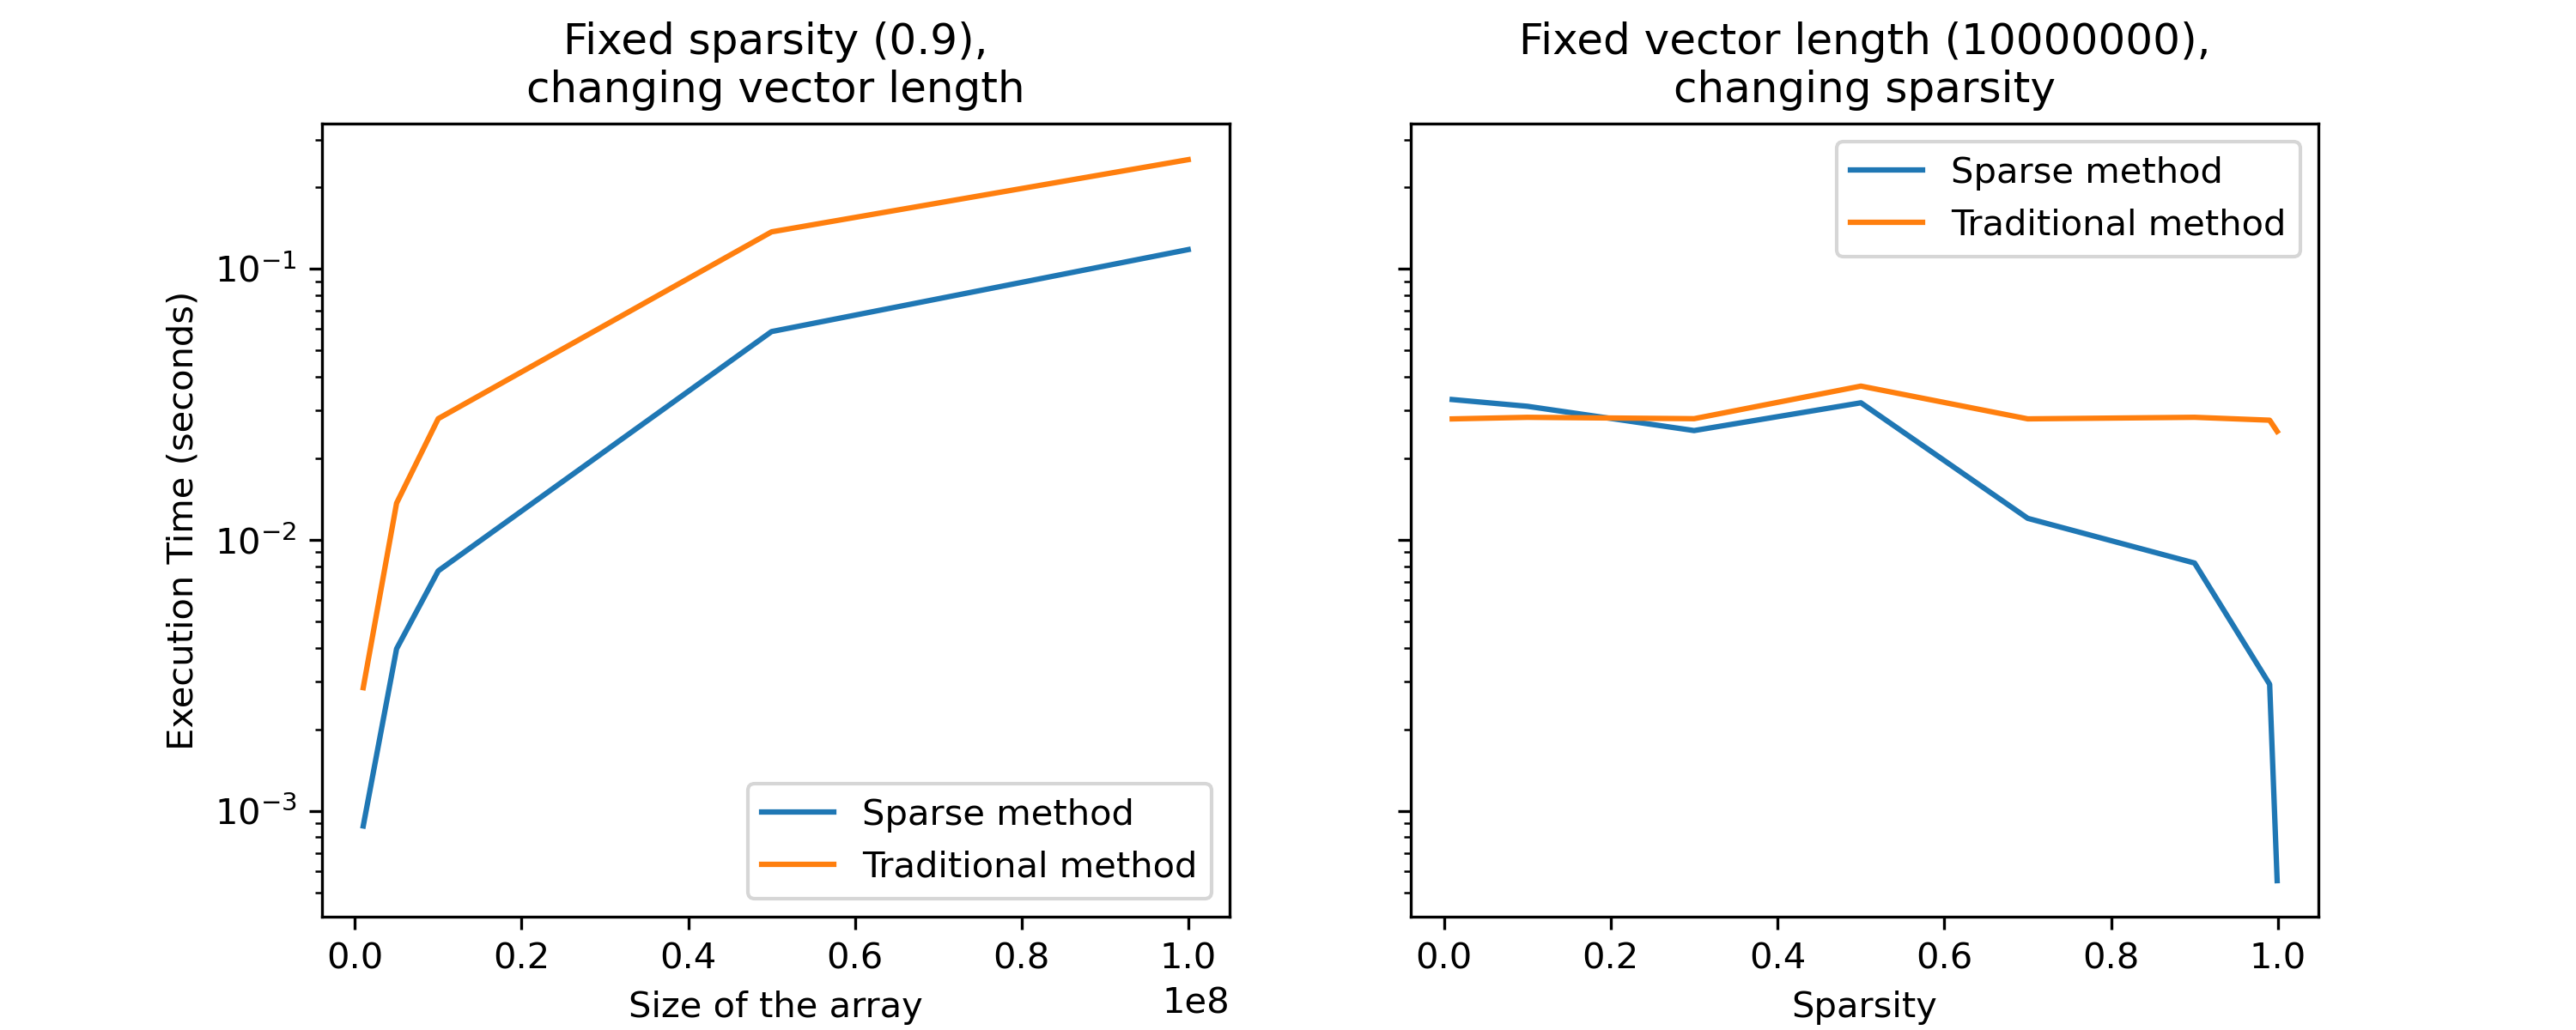 Fixed sparsity (0.9),
changing vector length
Execution Time (seconds)
10⁻¹
10⁻²
10⁻³
Sparse method
Traditional method
0.0 0.2 0.4 0.6 0.8 1.0
1e8
Size of the array
Fixed vector length (10000000),
changing sparsity
Sparse method
Traditional method
0.0 0.2 0.4 0.6 0.8 1.0
Sparsity